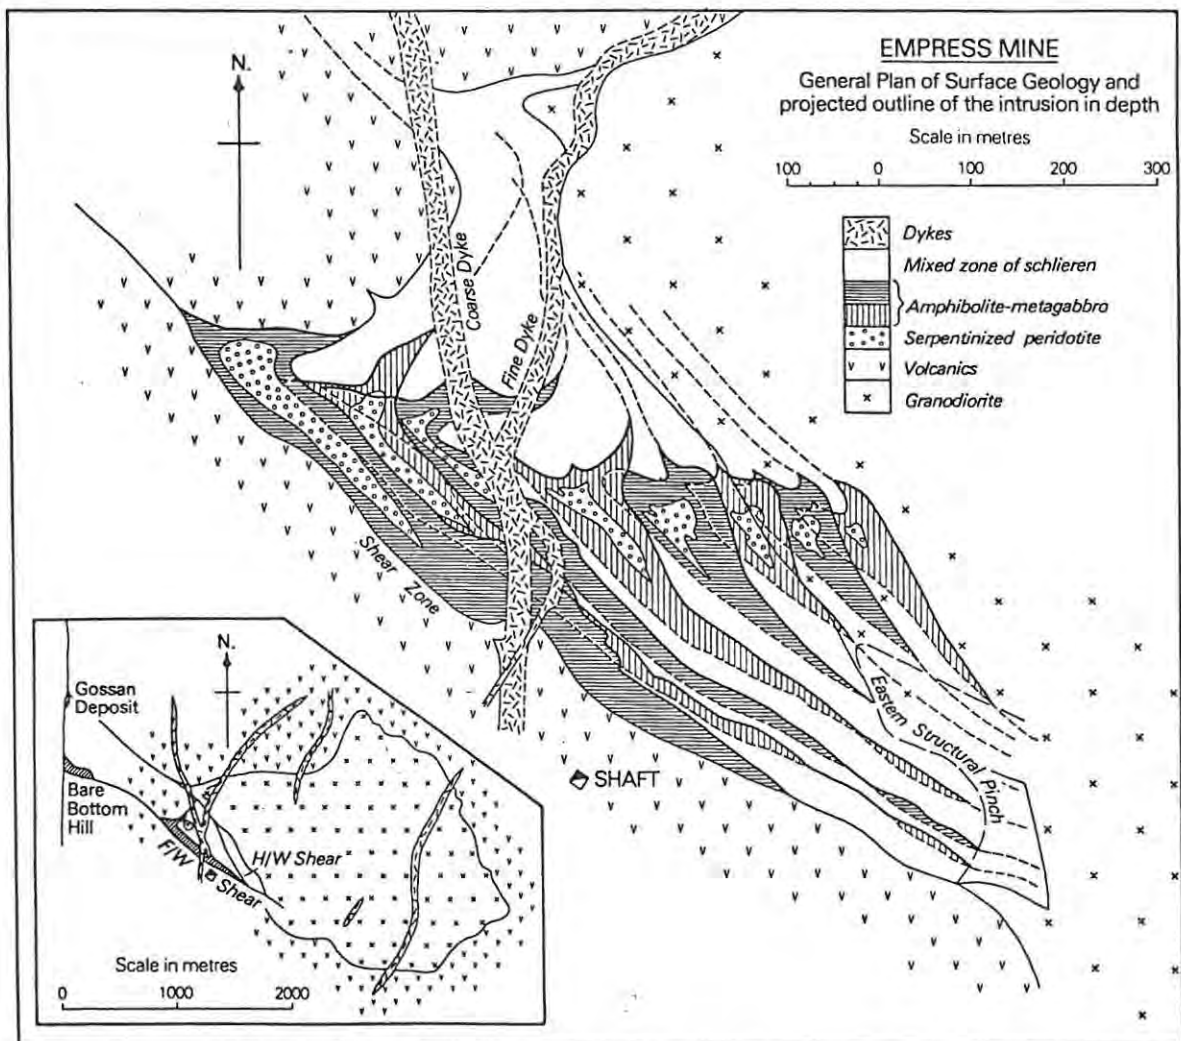 EMPRESS MINE
General Plan of Surface Geology and
projected outline of the intrusion in depth
Scale in metres
100 0 100 200 300
Dykes
Mixed zone of schlieren
Amphibolite-metagabbro
Serpentinized peridotite
Volcanics
Granodiorite
N.
Coarse Dyke
Fine Dyke
Shear Zone
Eastern Structural Pinch
SHAFT
N.
Gossan
Deposit
Bare
Bottom
Hill
F/W Shear
H/W Shear
Scale in metres
0 1000 2000